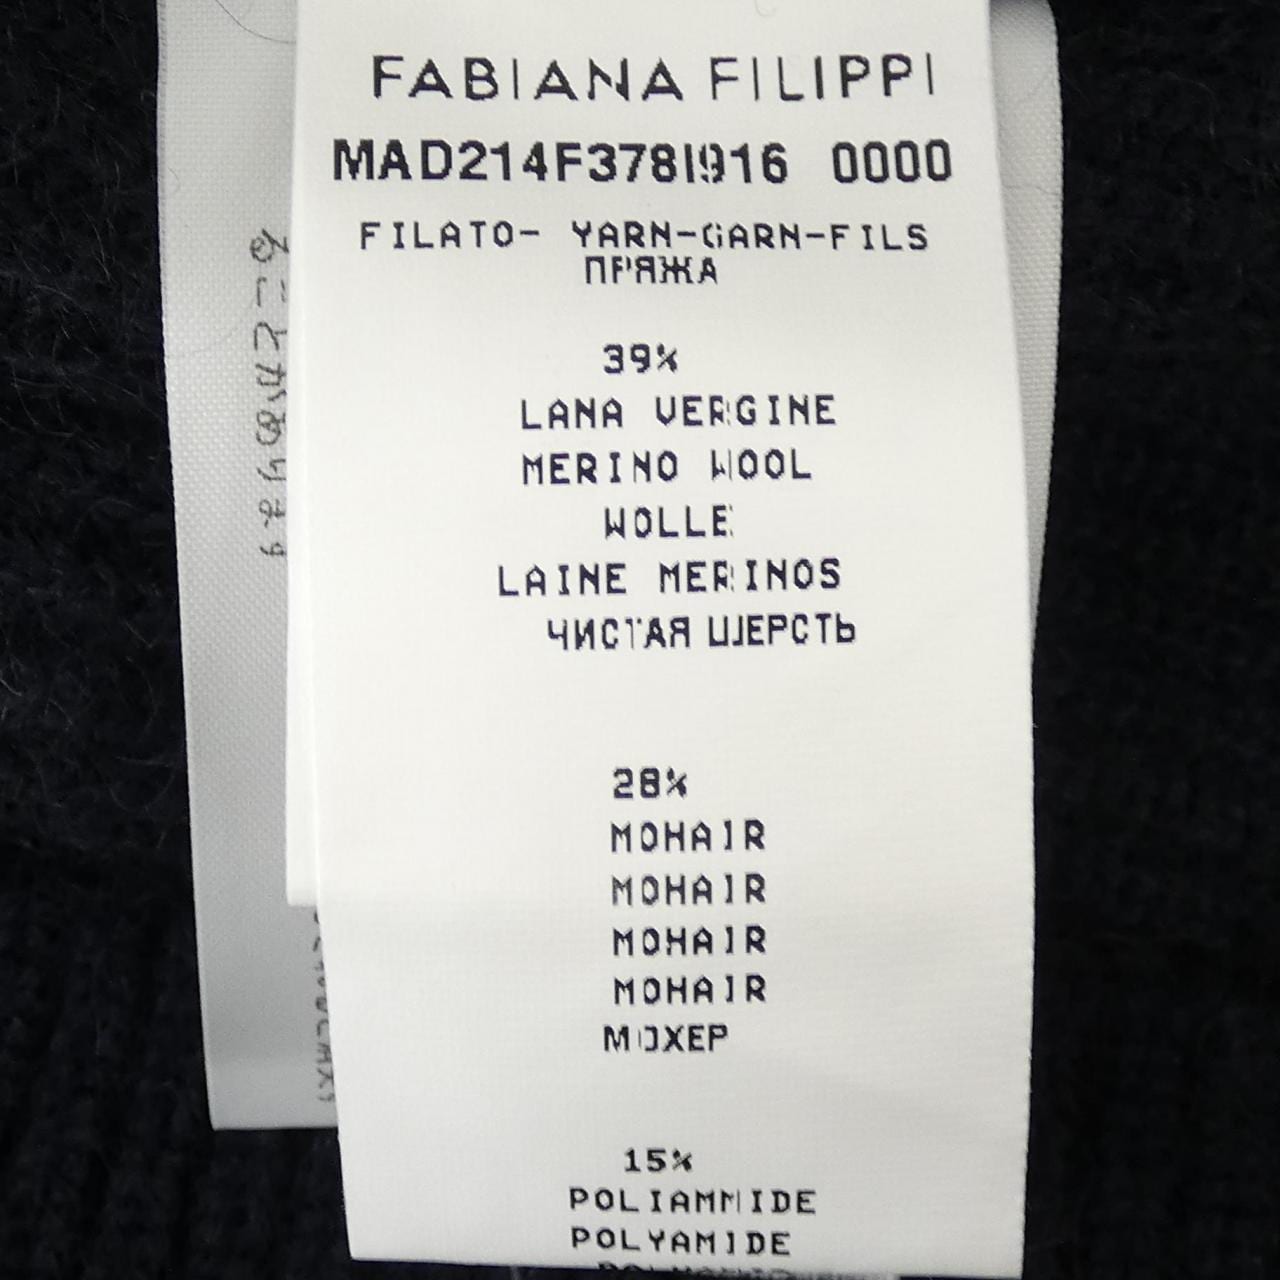 FABIANA FILIPPI
MAD214F378I916 0000
FILATO- YARN-GARN-FILS
ПРЯЖА
39%
LANA VERGINE
MERINO WOOL
WOLLE
LAINE MERINOS
ЧИСТАЯ ШЕРСТЬ
28%
MOHAIR
MOHAIR
MOHAIR
MOHAIR
МОХЕР
15%
POLIAMMIDE
POLYAMIDE